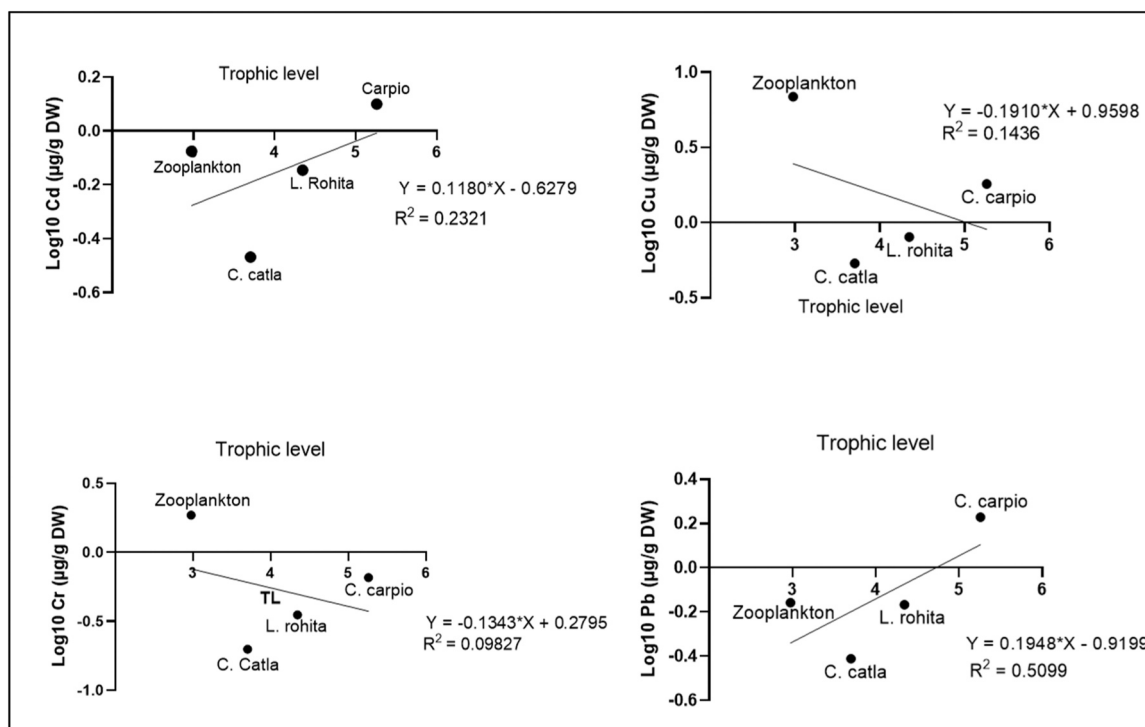 Trophic level
Log10 Cd (µg/g DW)
0.2
0.0
-0.2
-0.4
-0.6
3
4
5
6
Carpio
Zooplankton
L. Rohita
C. catla
Y = 0.1180*X - 0.6279
R² = 0.2321
Log10 Cu (µg/g DW)
1.0
0.5
0.0
-0.5
3
4
5
6
Zooplankton
Y = -0.1910*X + 0.9598
R² = 0.1436
C. carpio
L. rohita
C. catla
Trophic level
Trophic level
Log10 Cr (µg/g DW)
0.5
0.0
-0.5
-1.0
3
4
5
6
Zooplankton
TL
C. carpio
L. rohita
C. Catla
Y = -0.1343*X + 0.2795
R² = 0.09827
Trophic level
Log10 Pb (µg/g DW)
0.4
0.2
0.0
-0.2
-0.4
-0.6
3
4
5
6
C. carpio
Zooplankton
L. rohita
C. catla
Y = 0.1948*X - 0.9199
R² = 0.5099